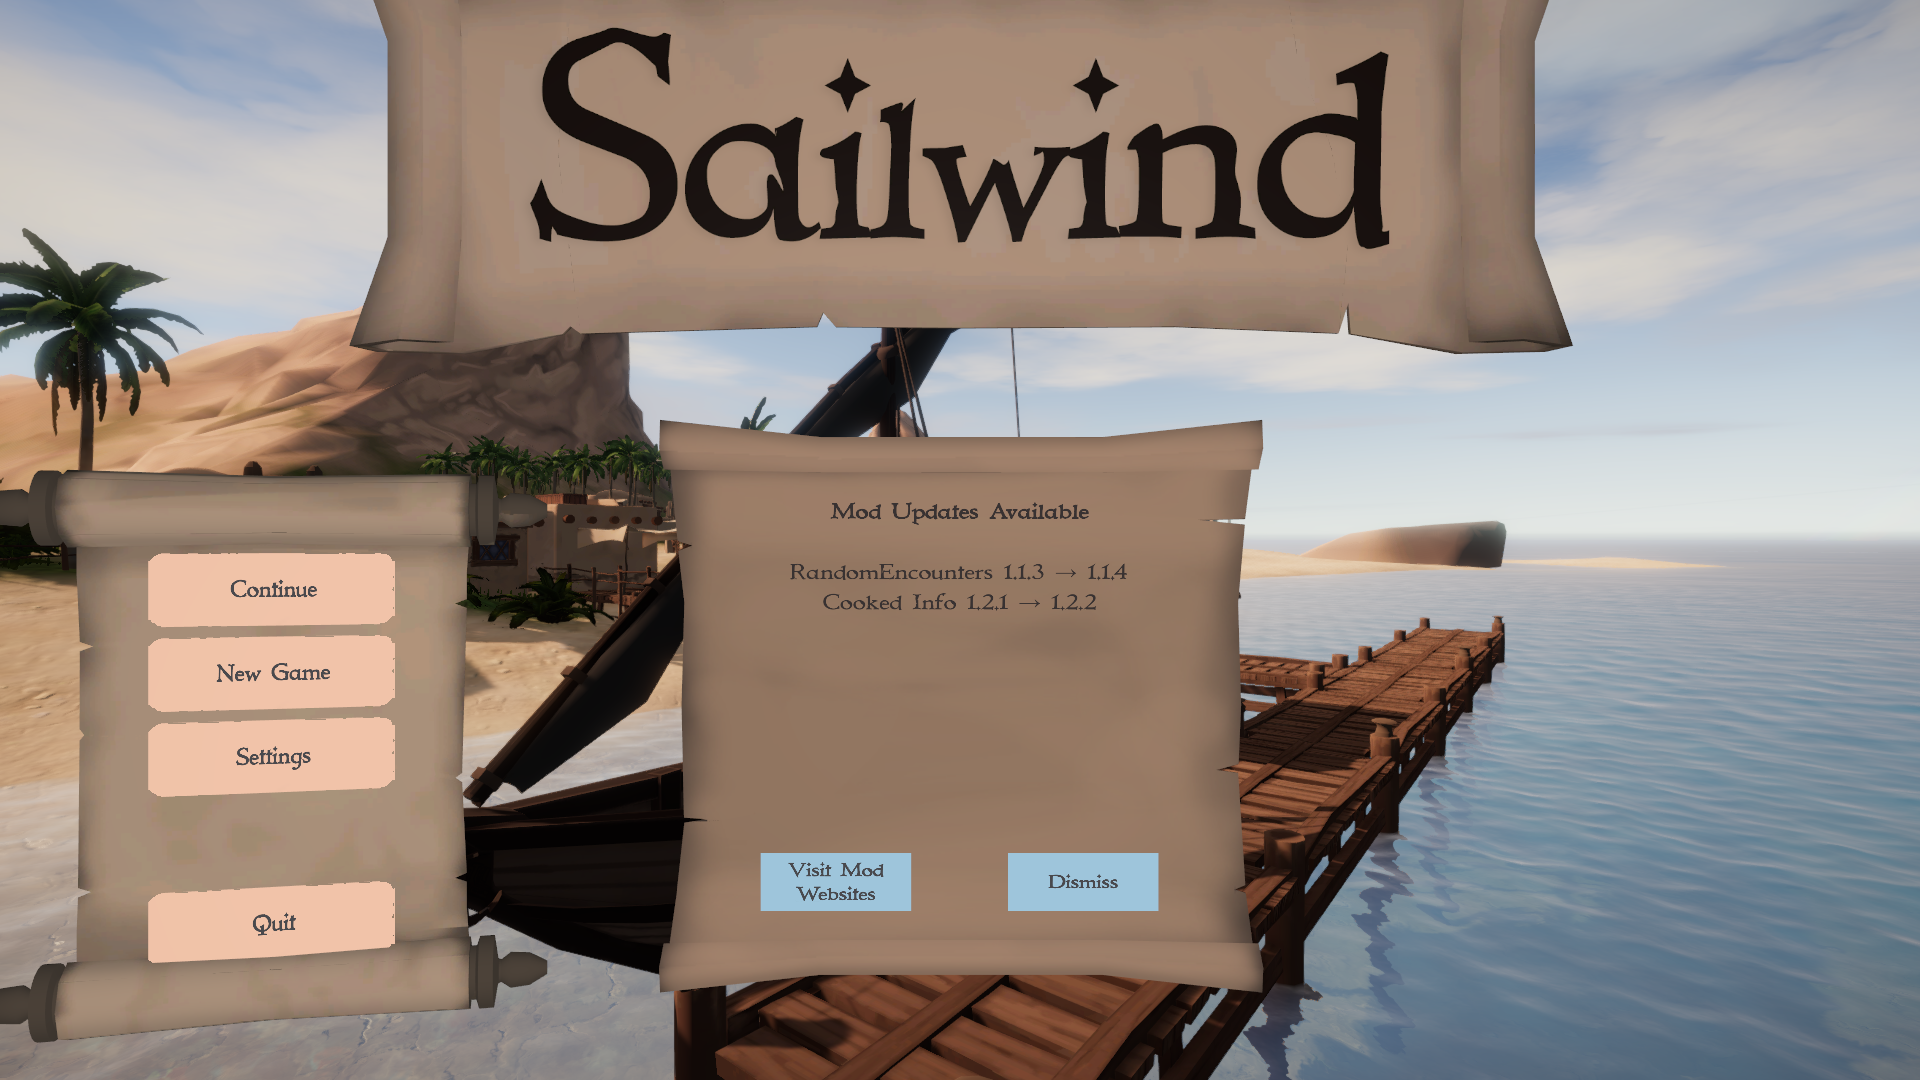 Sailwind
Continue
New Game
Settings
Quit
Mod Updates Available
RandomEncounters 1.1.3 → 1.1.4
Cooked Info 1.2.1 → 1.2.2
Visit Mod
Websites
Dismiss